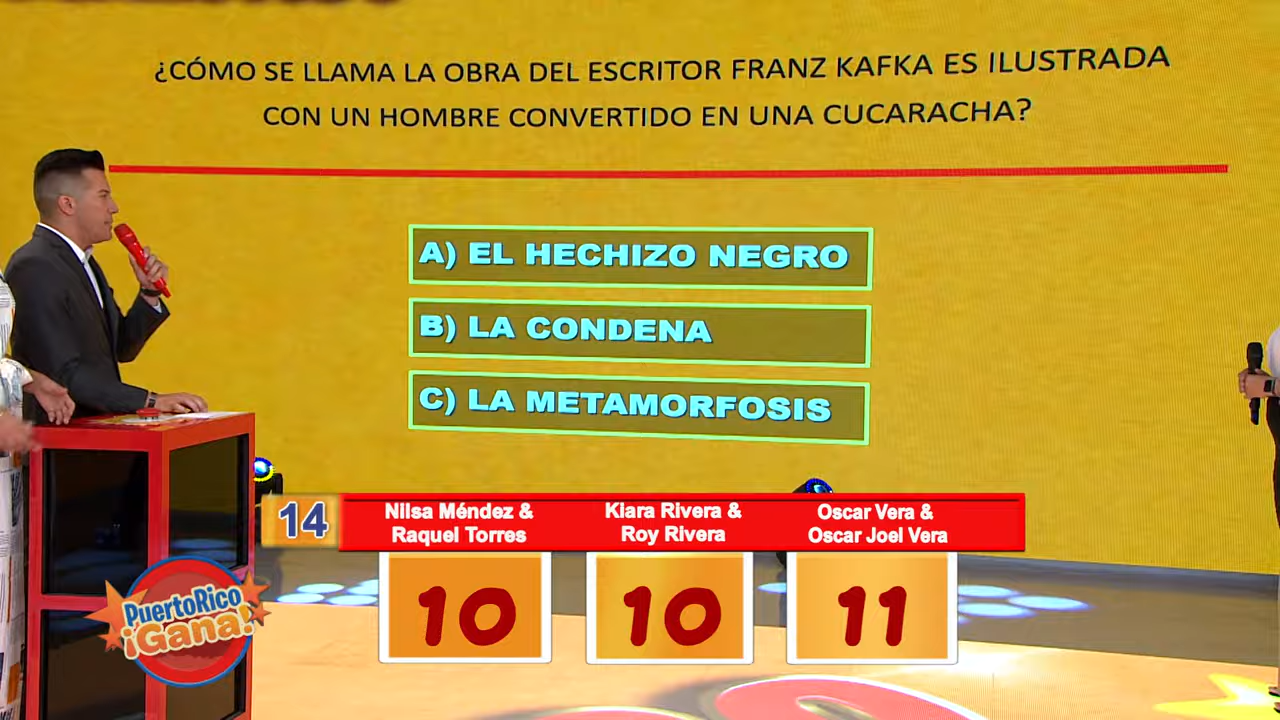 ¿CÓMO SE LLAMA LA OBRA DEL ESCRITOR FRANZ KAFKA ES ILUSTRADA
CON UN HOMBRE CONVERTIDO EN UNA CUCARACHA?
A) EL HECHIZO NEGRO
B) LA CONDENA
C) LA METAMORFOSIS
14
Nilsa Méndez &
Raquel Torres
Kiara Rivera &
Roy Rivera
Oscar Vera &
Oscar Joel Vera
10
10
11
PuertoRico
¡Gana!